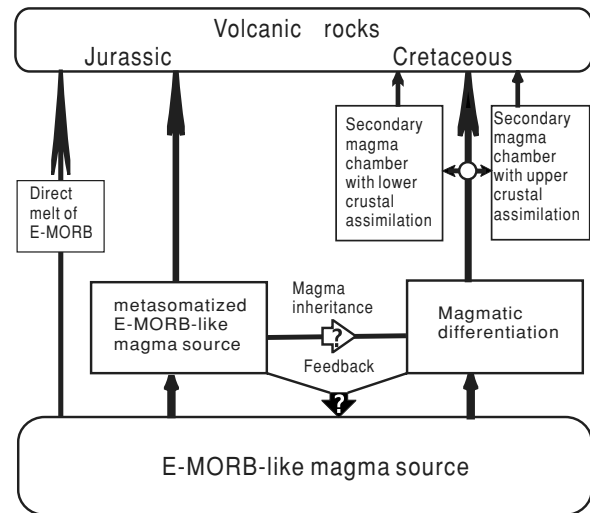 Volcanic rocks
Jurassic
Cretaceous
Direct
melt of
E-MORB
Secondary
magma
chamber
with lower
crustal
assimilation
Secondary
magma
chamber
with upper
crustal
assimilation
metasomatized
E-MORB-like
magma source
Magma
inheritance
?
Feedback
?
Magmatic
differentiation
E-MORB-like magma source